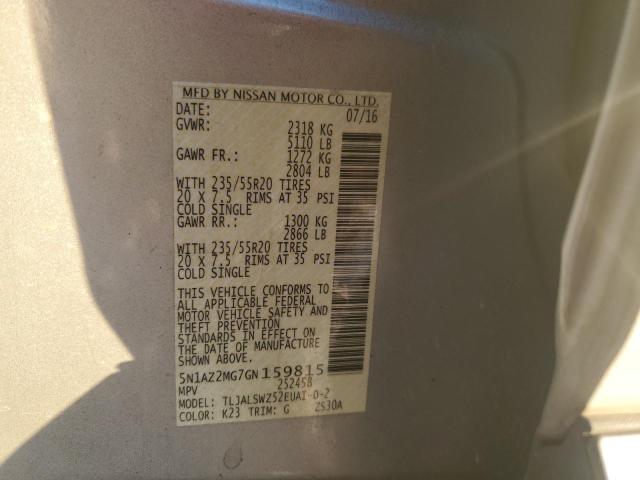 MFD BY NISSAN MOTOR CO., LTD.
DATE: 07/16
GVWR: 2318 KG
5110 LB
GAWR FR.: 1272 KG
2804 LB
WITH 235/55R20 TIRES
20 X 7.5 RIMS AT 35 PSI
COLD SINGLE
GAWR RR.: 1300 KG
2866 LB
WITH 235/55R20 TIRES
20 X 7.5 RIMS AT 35 PSI
COLD SINGLE
THIS VEHICLE CONFORMS TO
ALL APPLICABLE FEDERAL
MOTOR VEHICLE SAFETY AND
THEFT PREVENTION
STANDARDS IN EFFECT ON
THE DATE OF MANUFACTURE
SHOWN ABOVE.
5N1AZ2MG7GN159815
MPV 252458
MODEL: TLJALSWZ52EUAI-D-2
COLOR: K23 TRIM: G ZS30A